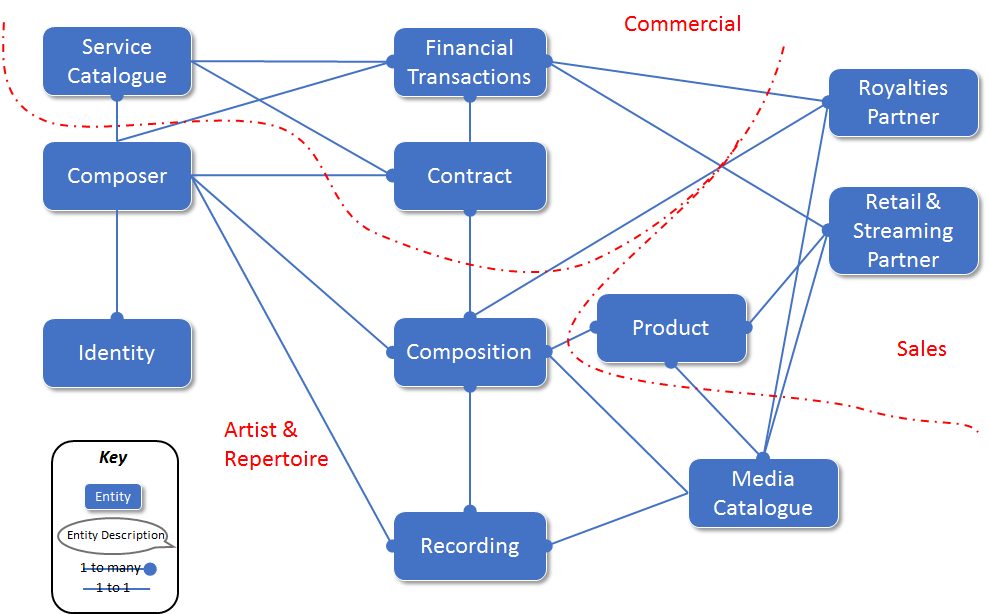 Commercial
Service
Catalogue
Financial
Transactions
Royalties
Partner
Composer
Contract
Retail &
Streaming
Partner
Identity
Composition
Product
Sales
Artist &
Repertoire
Key
Entity
Entity Description
1 to many
1 to 1
Media
Catalogue
Recording